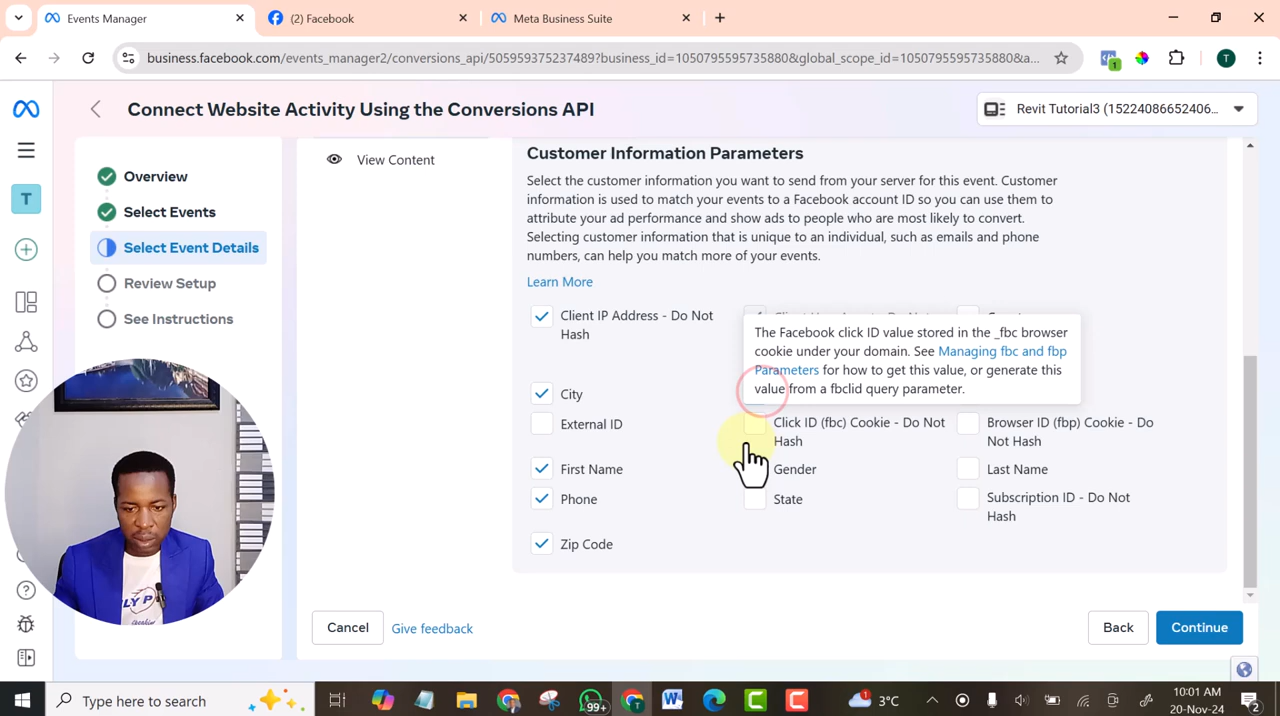 Events Manager
(2) Facebook
Meta Business Suite
business.facebook.com/events_manager2/conversions_api/505959375237489?business_id=1050795595735880&global_scope_id=1050795595735880&a...
1
T
Connect Website Activity Using the Conversions API
Revit Tutorial3 (15224086652406...
T
Overview
Select Events
Select Event Details
Review Setup
See Instructions
View Content
Customer Information Parameters
Select the customer information you want to send from your server for this event. Customer
information is used to match your events to a Facebook account ID so you can use them to
attribute your ad performance and show ads to people who are most likely to convert.
Selecting customer information that is unique to an individual, such as emails and phone
numbers, can help you match more of your events.
Learn More
Client IP Address - Do Not
Hash
The Facebook click ID value stored in the _fbc browser
cookie under your domain. See Managing fbc and fbp
Parameters for how to get this value, or generate this
value from a fbclid query parameter.
City
External ID
Click ID (fbc) Cookie - Do Not
Hash
Browser ID (fbp) Cookie - Do
Not Hash
First Name
Gender
Last Name
Phone
State
Subscription ID - Do Not
Hash
Zip Code
Cancel
Give feedback
Back
Continue
Type here to search
99+
1
3°C
10:01 AM
20-Nov-24
2